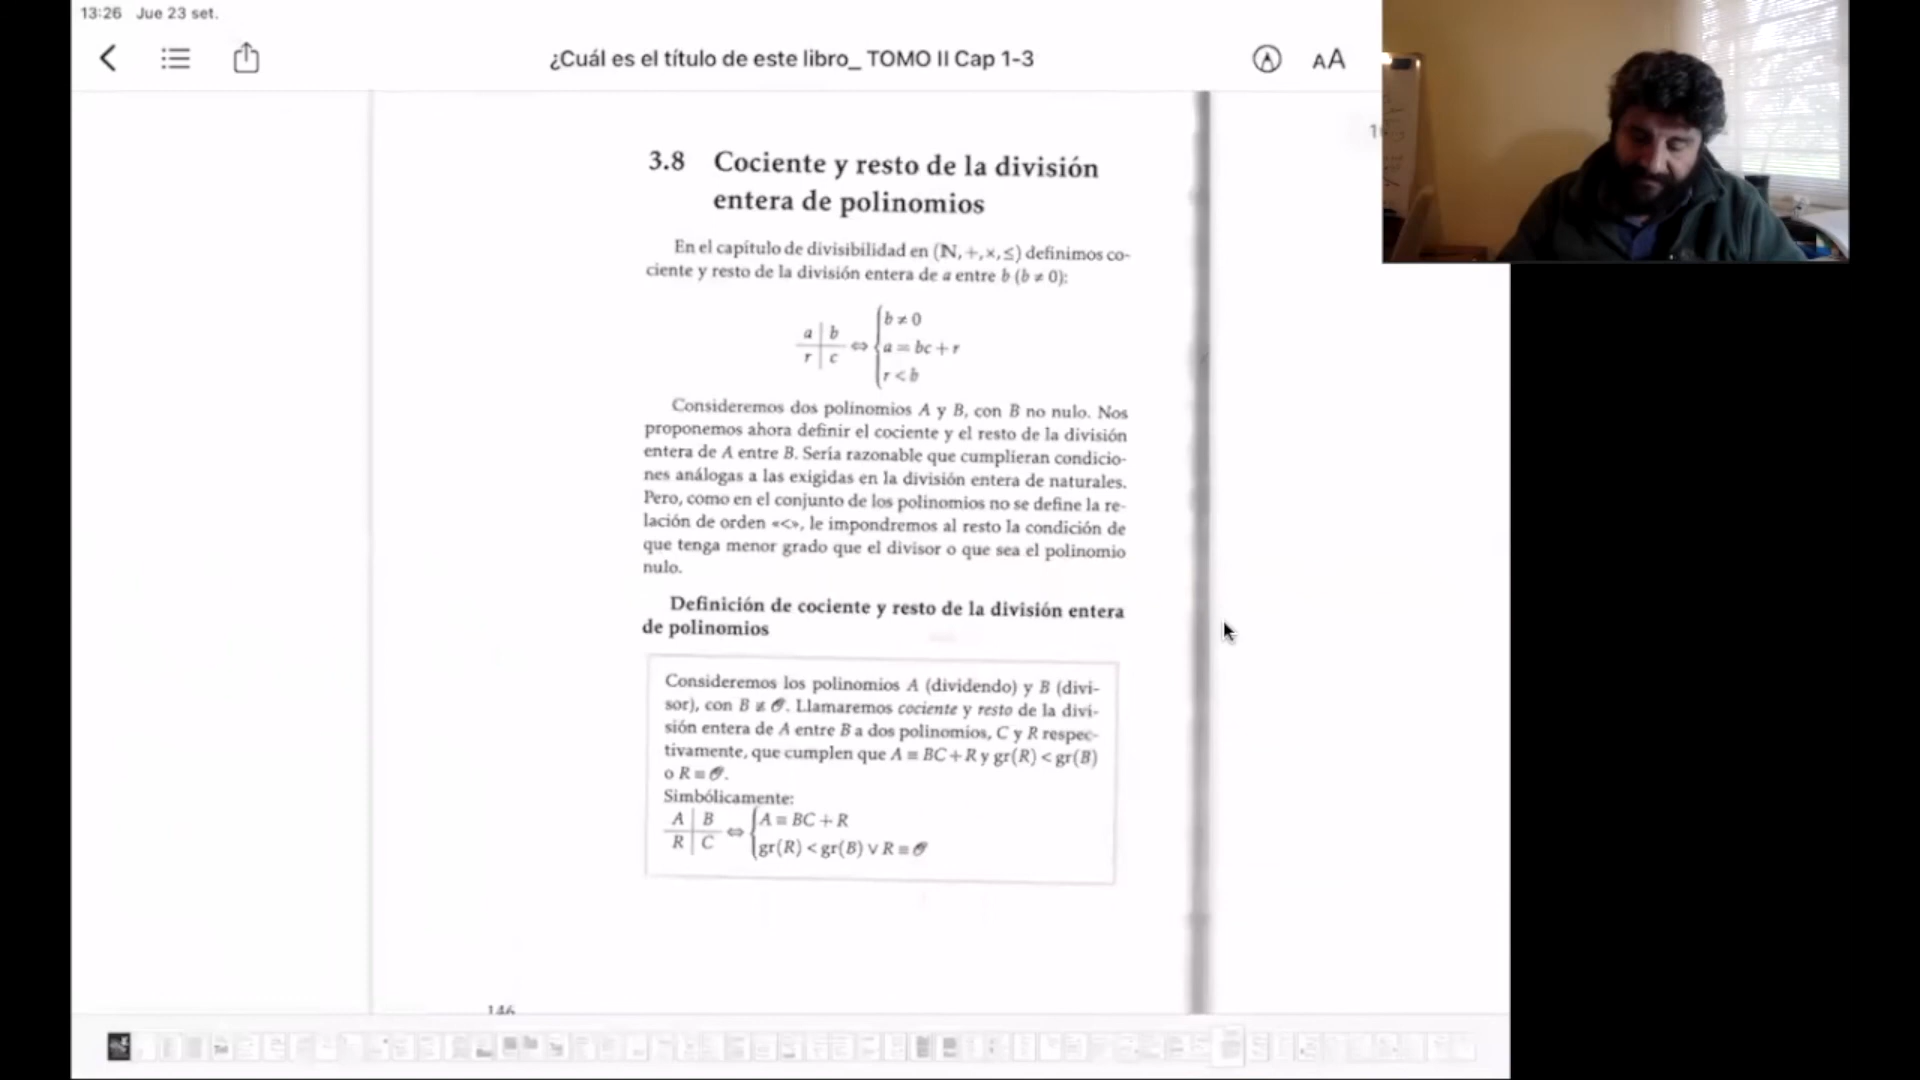 13:26 Jue 23 set.
¿Cuál es el título de este libro_ TOMO II Cap 1-3
AA
3.8 Cociente y resto de la división
entera de polinomios
En el capítulo de divisibilidad en (ℕ, +, ×, ≤) definimos co-
ciente y resto de la división entera de a entre b (b ≠ 0):
a | b
r | c
⇔
b ≠ 0
a = bc + r
r < b
Consideremos dos polinomios A y B, con B no nulo. Nos
proponemos ahora definir el cociente y el resto de la división
entera de A entre B. Sería razonable que cumplieran condicio-
nes análogas a las exigidas en la división entera de naturales.
Pero, como en el conjunto de los polinomios no se define la re-
lación de orden «<», le impondremos al resto la condición de
que tenga menor grado que el divisor o que sea el polinomio
nulo.
Definición de cociente y resto de la división entera
de polinomios
Consideremos los polinomios A (dividendo) y B (divi-
sor), con B ≢ 𝒪. Llamaremos cociente y resto de la divi-
sión entera de A entre B a dos polinomios, C y R respec-
tivamente, que cumplen que A ≡ BC + R y gr(R) < gr(B)
o R ≡ 𝒪.
Simbólicamente:
A | B
R | C
⇔
A ≡ BC + R
gr(R) < gr(B) ∨ R ≡ 𝒪
146